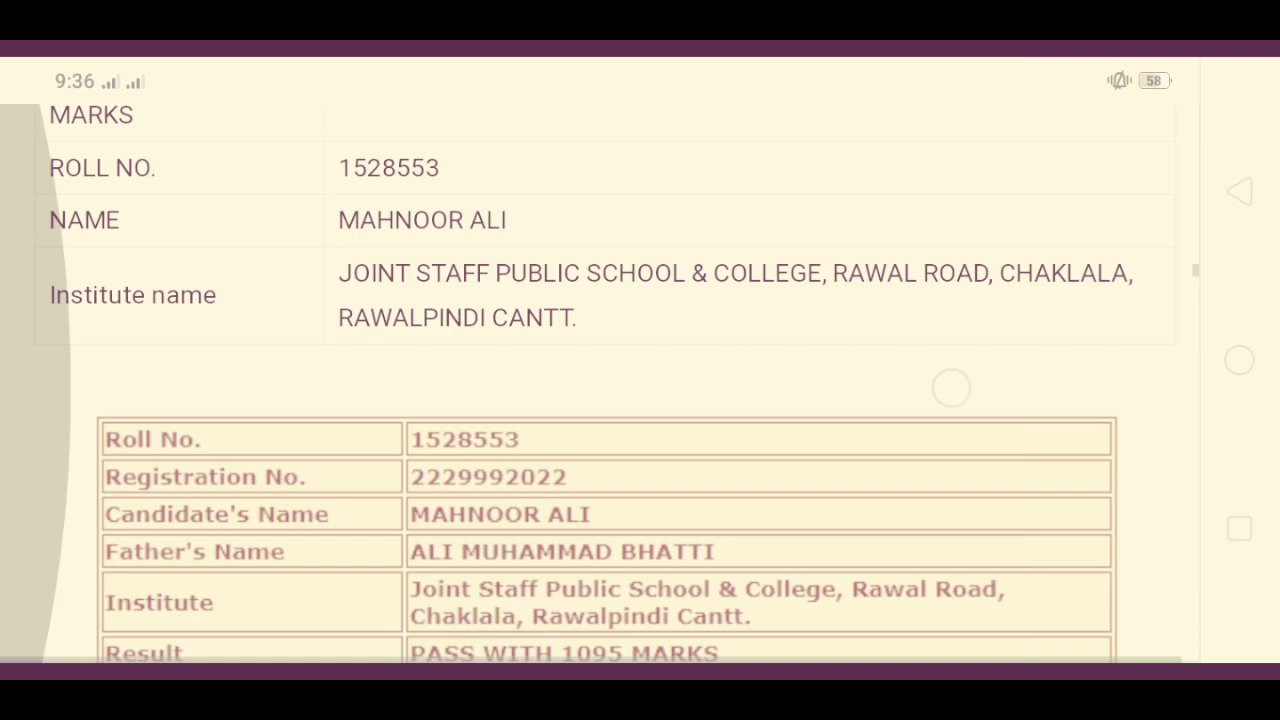 9:36
58
MARKS
ROLL NO. 1528553
NAME MAHNOOR ALI
Institute name JOINT STAFF PUBLIC SCHOOL & COLLEGE, RAWAL ROAD, CHAKLALA,
RAWALPINDI CANTT.
Roll No. 1528553
Registration No. 2229992022
Candidate's Name MAHNOOR ALI
Father's Name ALI MUHAMMAD BHATTI
Institute Joint Staff Public School & College, Rawal Road,
Chaklala, Rawalpindi Cantt.
Result PASS WITH 1095 MARKS